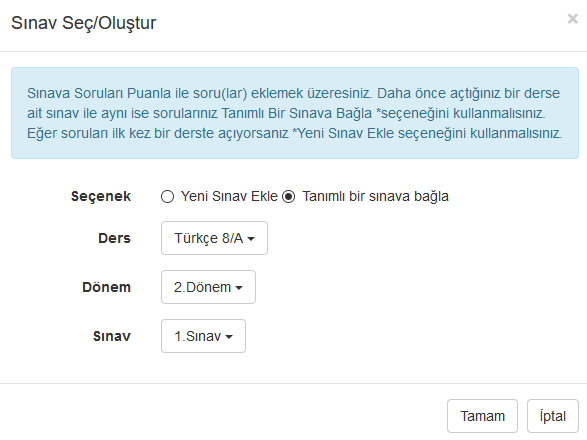 Sınav Seç/Oluştur
×
Sınava Soruları Puanla ile soru(lar) eklemek üzeresiniz. Daha önce açtığınız bir derse
ait sınav ile aynı ise sorularınız Tanımlı Bir Sınava Bağla *seçeneğini kullanmalısınız.
Eğer soruları ilk kez bir derste açıyorsanız *Yeni Sınav Ekle seçeneğini kullanmalısınız.
Seçenek Yeni Sınav Ekle Tanımlı bir sınava bağla
Ders Türkçe 8/A
Dönem 2.Dönem
Sınav 1.Sınav
Tamam İptal